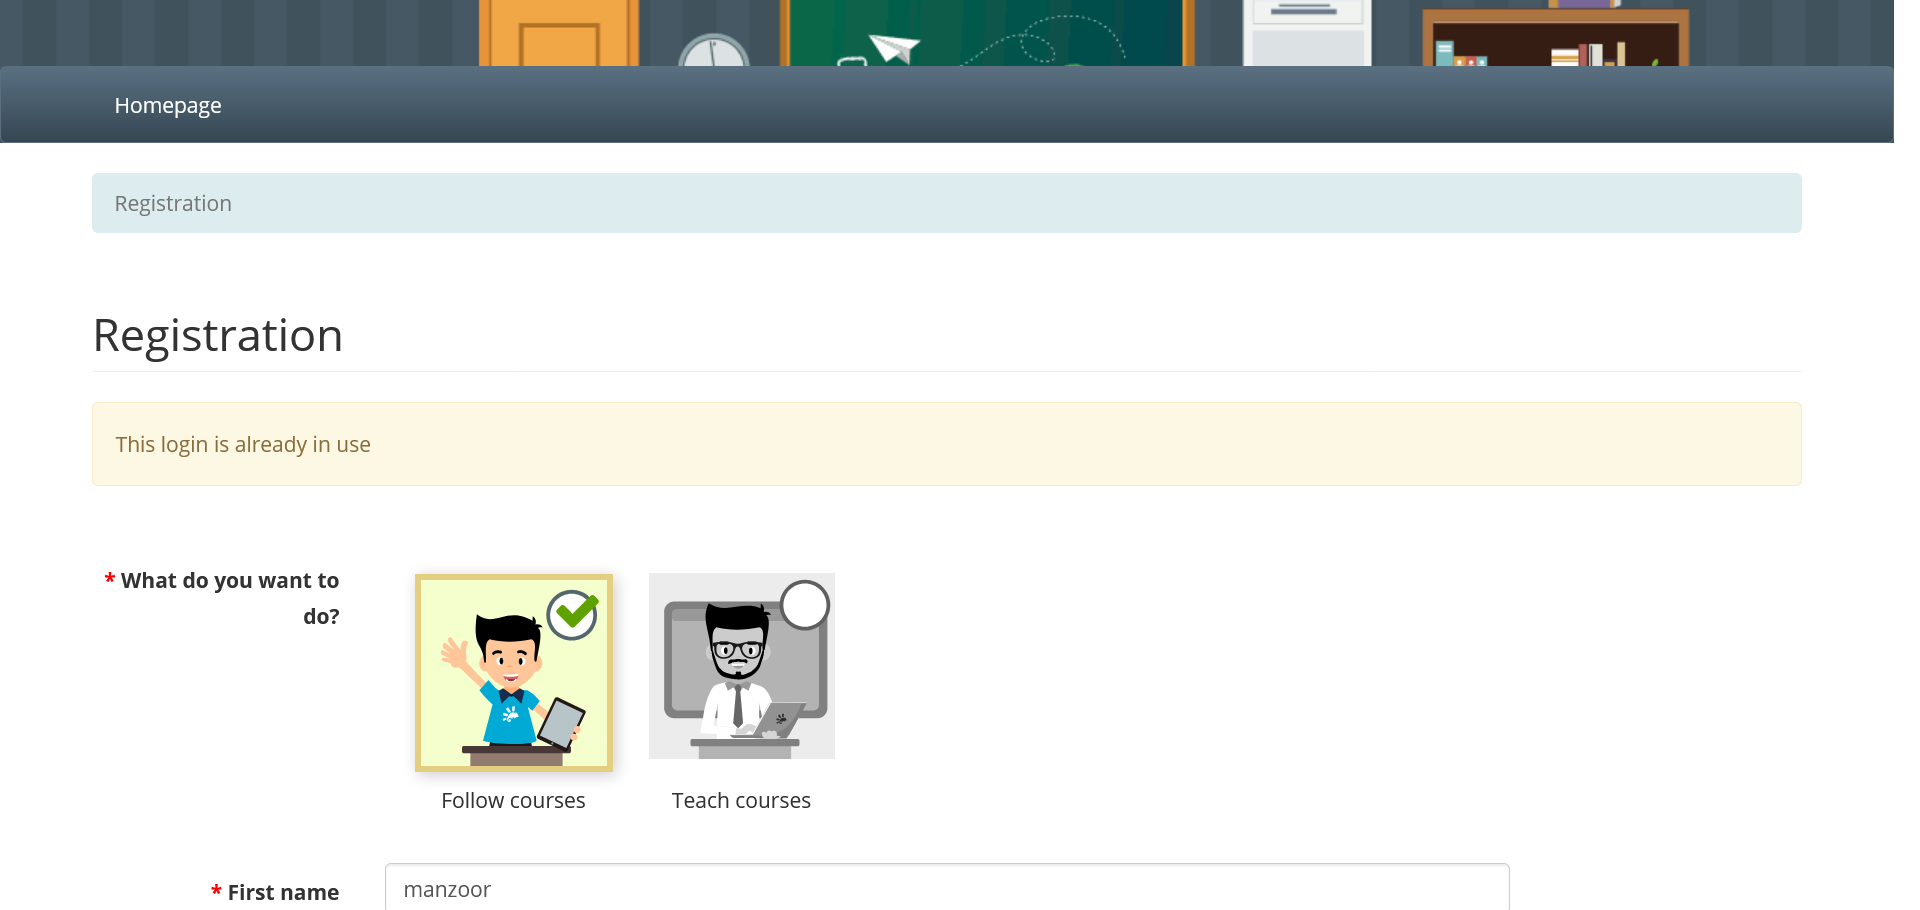 Homepage
Registration
Registration
This login is already in use
* What do you want to
do?
Follow courses
Teach courses
* First name
manzoor